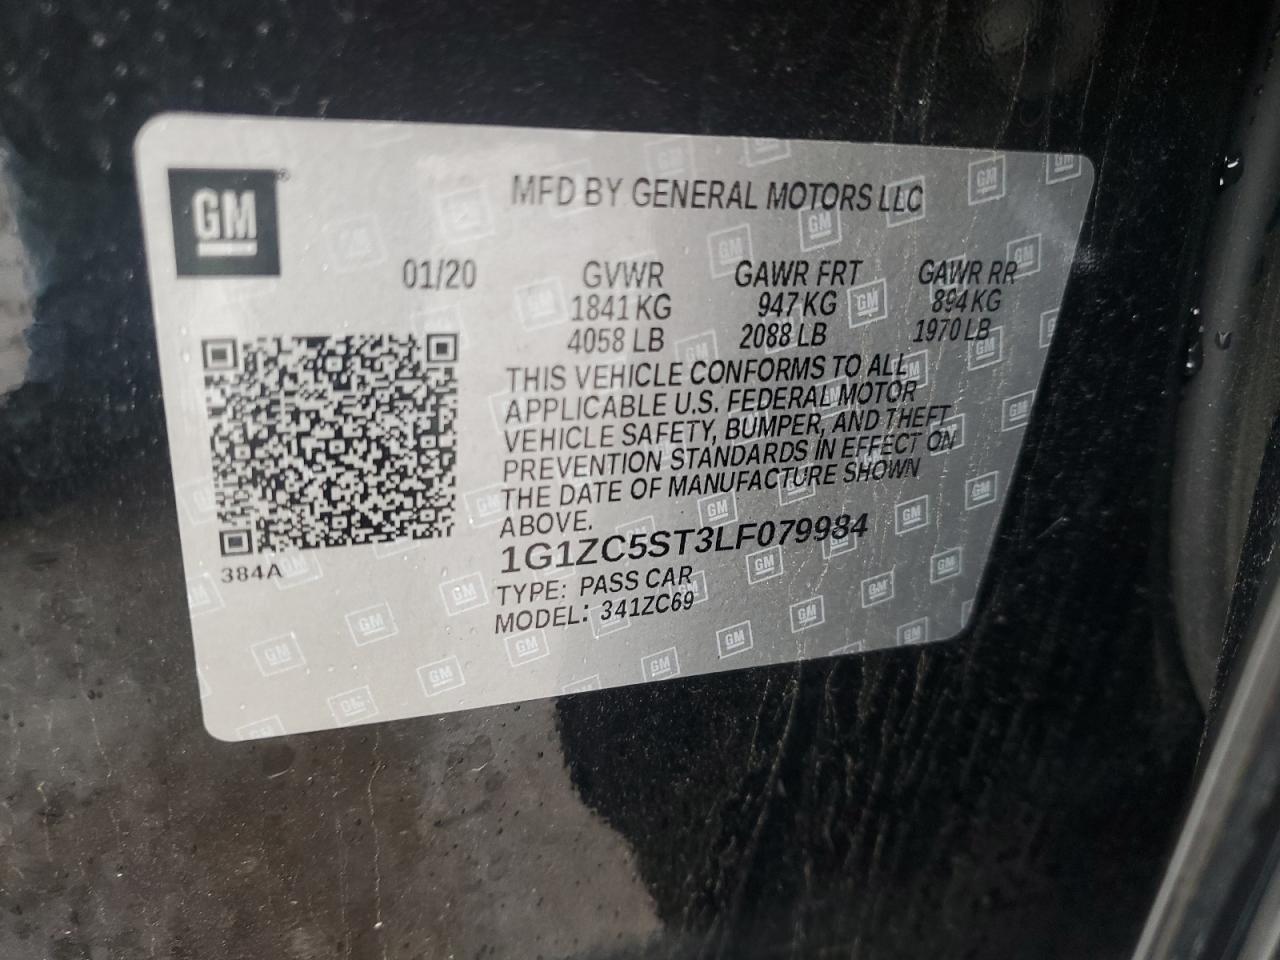 GM
MFD BY GENERAL MOTORS LLC
01/20 GVWR GAWR FRT GAWR RR
1841 KG 947 KG 894 KG
4058 LB 2088 LB 1970 LB
THIS VEHICLE CONFORMS TO ALL
APPLICABLE U.S. FEDERAL MOTOR
VEHICLE SAFETY, BUMPER, AND THEFT
PREVENTION STANDARDS IN EFFECT ON
THE DATE OF MANUFACTURE SHOWN
ABOVE.
1G1ZC5ST3LF079984
384A
TYPE: PASS CAR
MODEL: 341ZC69